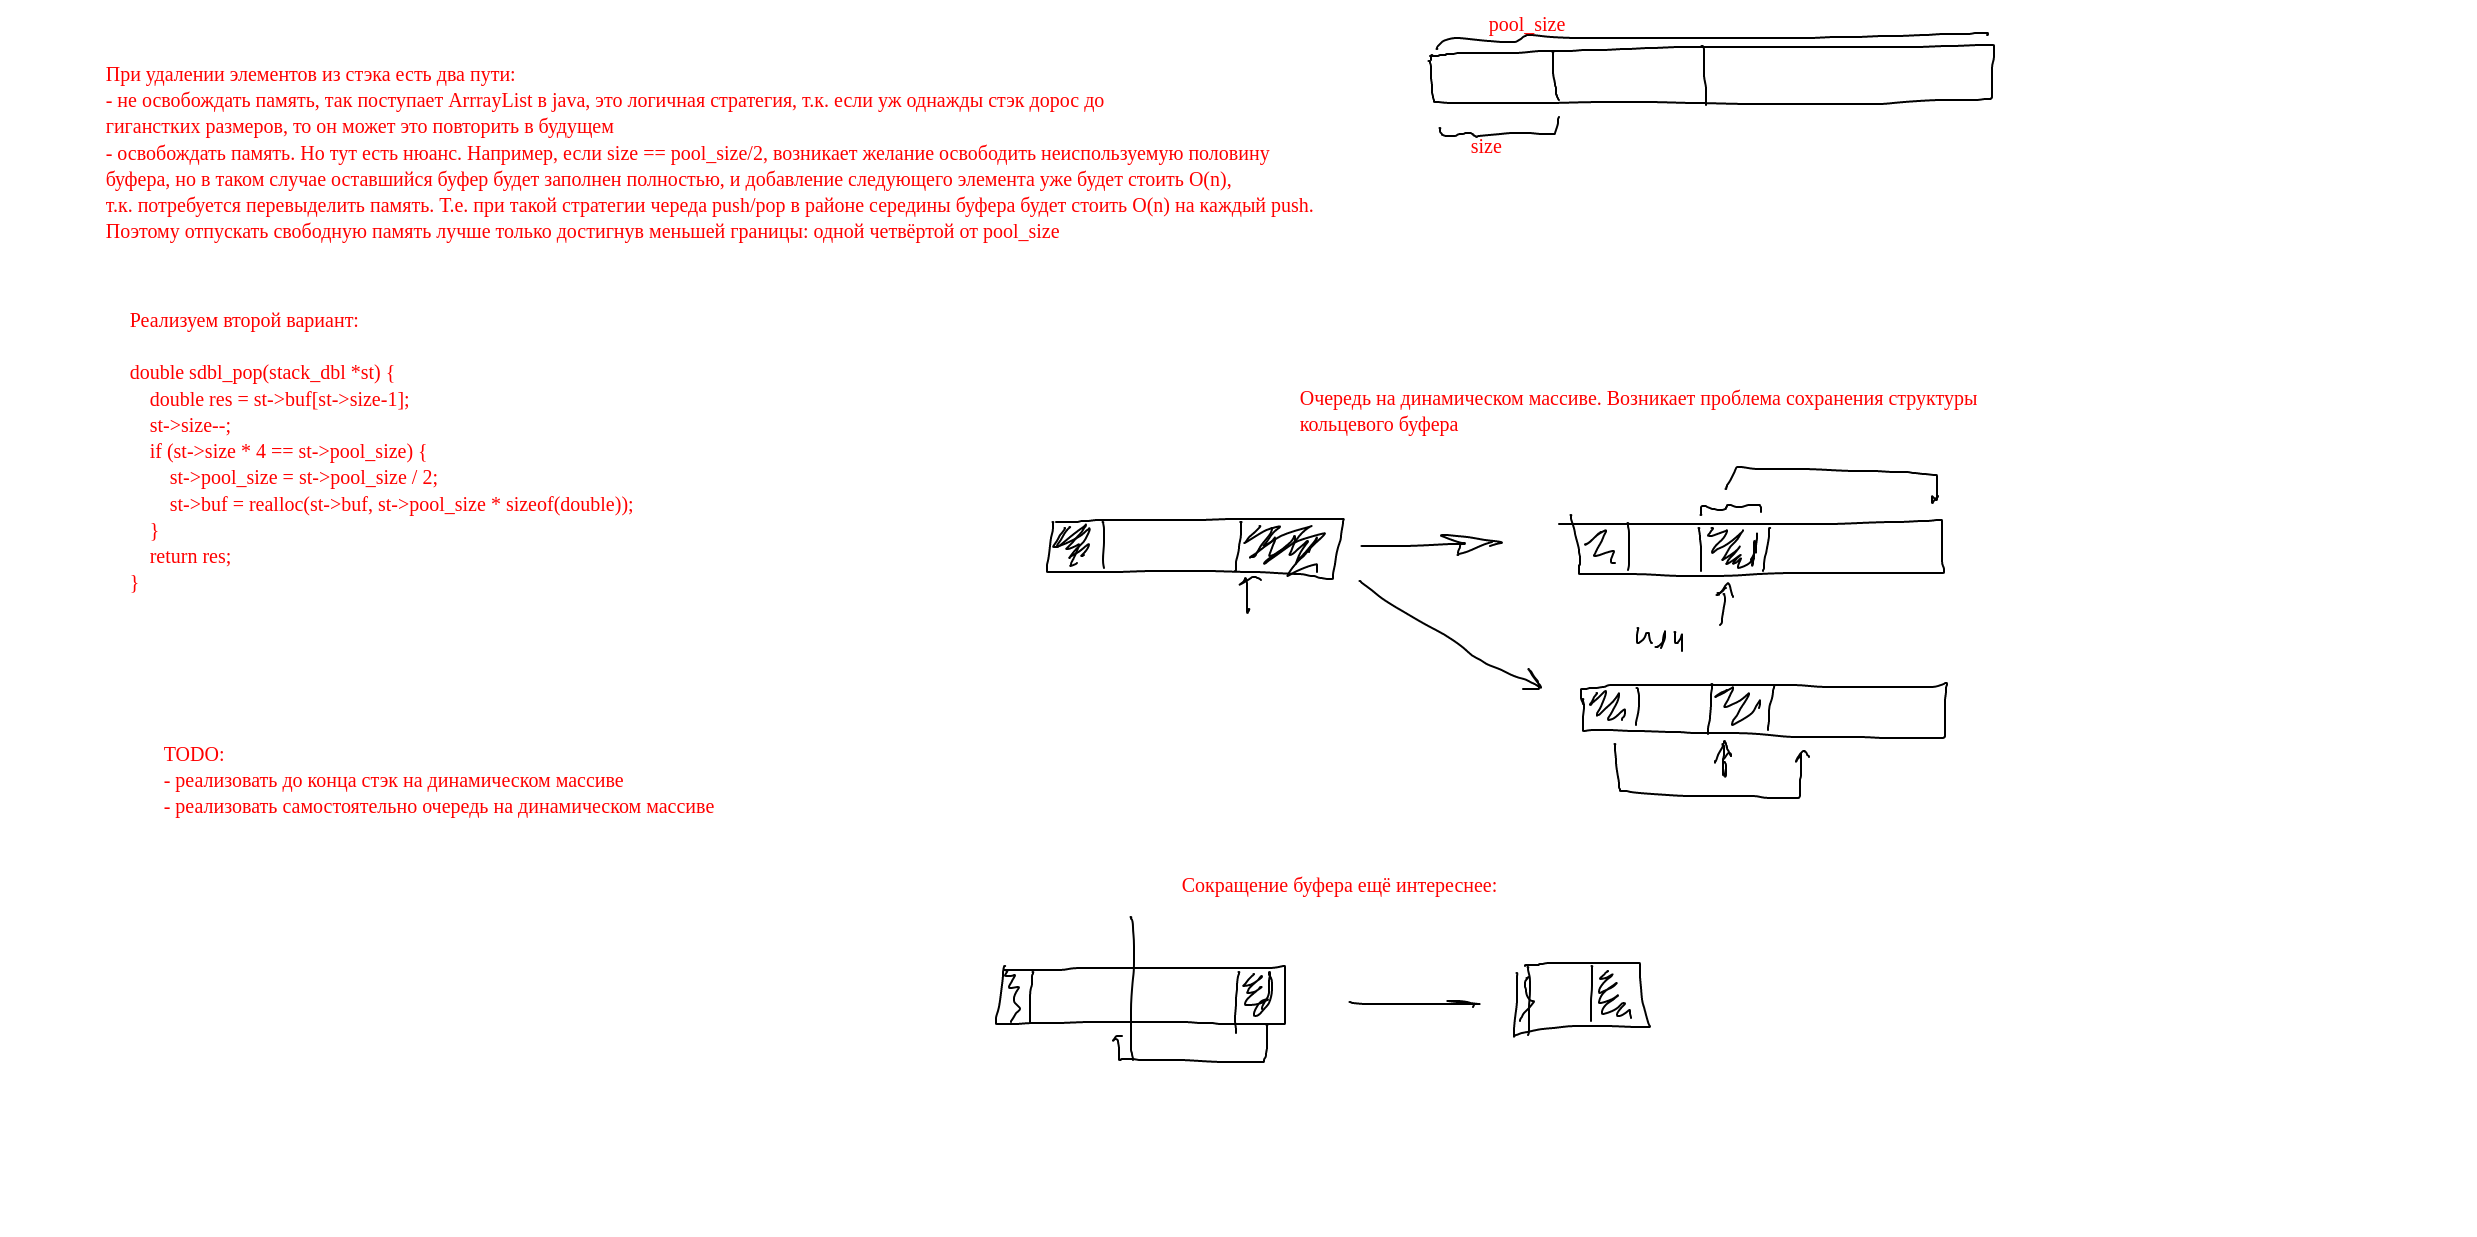 pool_size
При удалении элементов из стэка есть два пути:
- не освобождать память, так поступает ArrrayList в java, это логичная стратегия, т.к. если уж однажды стэк дорос до
гиганстких размеров, то он может это повторить в будущем
- освобождать память. Но тут есть нюанс. Например, если size == pool_size/2, возникает желание освободить неиспользуемую половину
буфера, но в таком случае оставшийся буфер будет заполнен полностью, и добавление следующего элемента уже будет стоить O(n),
т.к. потребуется перевыделить память. Т.е. при такой стратегии череда push/pop в районе середины буфера будет стоить O(n) на каждый push.
Поэтому отпускать свободную память лучше только достигнув меньшей границы: одной четвёртой от pool_size
size
Реализуем второй вариант:
double sdbl_pop(stack_dbl *st) {
    double res = st->buf[st->size-1];
    st->size--;
    if (st->size * 4 == st->pool_size) {
        st->pool_size = st->pool_size / 2;
        st->buf = realloc(st->buf, st->pool_size * sizeof(double));
    }
    return res;
}
Очередь на динамическом массиве. Возникает проблема сохранения структуры
кольцевого буфера
или
TODO:
- реализовать до конца стэк на динамическом массиве
- реализовать самостоятельно очередь на динамическом массиве
Сокращение буфера ещё интереснее: